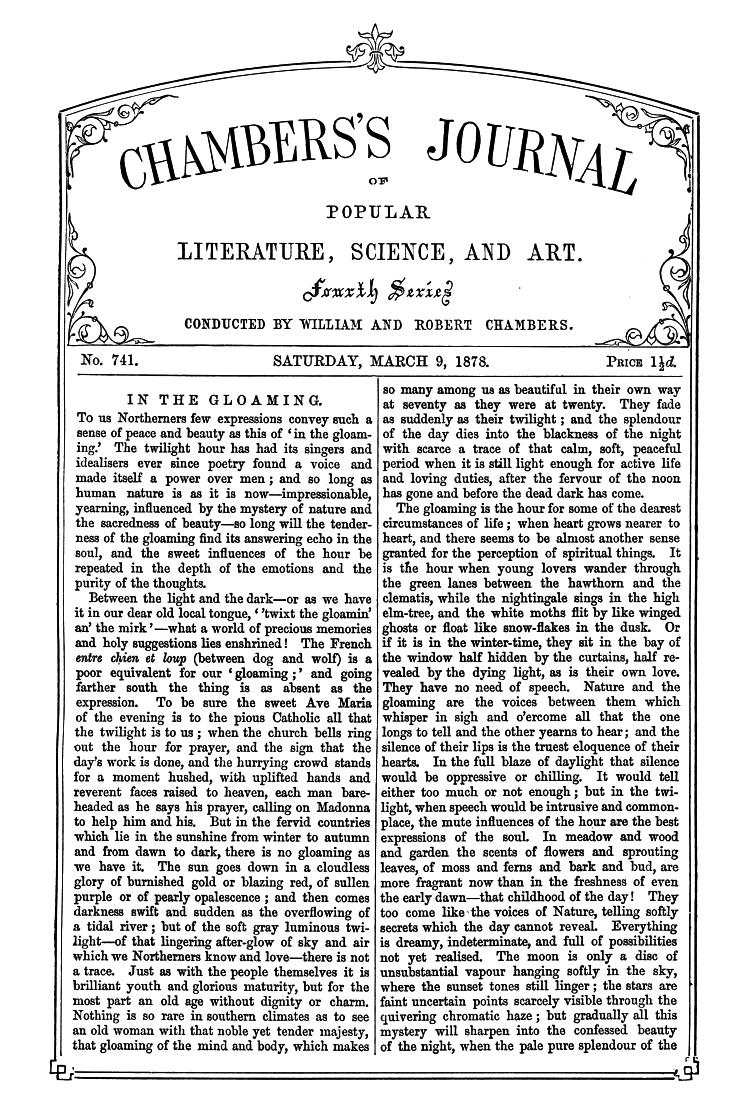 CHAMBERS'S JOURNAL
OF
POPULAR
LITERATURE, SCIENCE, AND ART.
Fourth Series
CONDUCTED BY WILLIAM AND ROBERT CHAMBERS.
No. 741. SATURDAY, MARCH 9, 1878. PRICE 1½d.
IN THE GLOAMING.
To us Northerners few expressions convey such a
sense of peace and beauty as this of ‘in the gloam-
ing.’ The twilight hour has had its singers and
idealisers ever since poetry found a voice and
made itself a power over men; and so long as
human nature is as it is now—impressionable,
yearning, influenced by the mystery of nature and
the sacredness of beauty—so long will the tender-
ness of the gloaming find its answering echo in the
soul, and the sweet influences of the hour be
repeated in the depth of the emotions and the
purity of the thoughts.
Between the light and the dark—or as we have
it in our dear old local tongue, ‘'twixt the gloamin'
an' the mirk’—what a world of precious memories
and holy suggestions lies enshrined! The French
entre chien et loup (between dog and wolf) is a
poor equivalent for our ‘gloaming;’ and going
farther south the thing is as absent as the
expression. To be sure the sweet Ave Maria
of the evening is to the pious Catholic all that
the twilight is to us; when the church bells ring
out the hour for prayer, and the sign that the
day's work is done, and the hurrying crowd stands
for a moment hushed, with uplifted hands and
reverent faces raised to heaven, each man bare-
headed as he says his prayer, calling on Madonna
to help him and his. But in the fervid countries
which lie in the sunshine from winter to autumn
and from dawn to dark, there is no gloaming as
we have it. The sun goes down in a cloudless
glory of burnished gold or blazing red, of sullen
purple or of pearly opalescence; and then comes
darkness swift and sudden as the overflowing of
a tidal river; but of the soft gray luminous twi-
light—of that lingering after-glow of sky and air
which we Northerners know and love—there is not
a trace. Just as with the people themselves it is
brilliant youth and glorious maturity, but for the
most part an old age without dignity or charm.
Nothing is so rare in southern climates as to see
an old woman with that noble yet tender majesty,
that gloaming of the mind and body, which makes
so many among us as beautiful in their own way
at seventy as they were at twenty. They fade
as suddenly as their twilight; and the splendour
of the day dies into the blackness of the night
with scarce a trace of that calm, soft, peaceful
period when it is still light enough for active life
and loving duties, after the fervour of the noon
has gone and before the dead dark has come.
The gloaming is the hour for some of the dearest
circumstances of life; when heart grows nearer to
heart, and there seems to be almost another sense
granted for the perception of spiritual things. It
is the hour when young lovers wander through
the green lanes between the hawthorn and the
clematis, while the nightingale sings in the high
elm-tree, and the white moths flit by like winged
ghosts or float like snow-flakes in the dusk. Or
if it is in the winter-time, they sit in the bay of
the window half hidden by the curtains, half re-
vealed by the dying light, as is their own love.
They have no need of speech. Nature and the
gloaming are the voices between them which
whisper in sigh and o'ercome all that the one
longs to tell and the other yearns to hear; and the
silence of their lips is the truest eloquence of their
hearts. In the full blaze of daylight that silence
would be oppressive or chilling. It would tell
either too much or not enough; but in the twi-
light, when speech would be intrusive and common-
place, the mute influences of the hour are the best
expressions of the soul. In meadow and wood
and garden the scents of flowers and sprouting
leaves, of moss and ferns and bark and bud, are
more fragrant now than in the freshness of even
the early dawn—that childhood of the day! They
too come like the voices of Nature, telling softly
secrets which the day cannot reveal. Everything
is dreamy, indeterminate, and full of possibilities
not yet realised. The moon is only a disc of
unsubstantial vapour hanging softly in the sky,
where the sunset tones still linger; the stars are
faint uncertain points scarcely visible through the
quivering chromatic haze; but gradually all this
mystery will sharpen into the confessed beauty
of the night, when the pale pure splendour of the